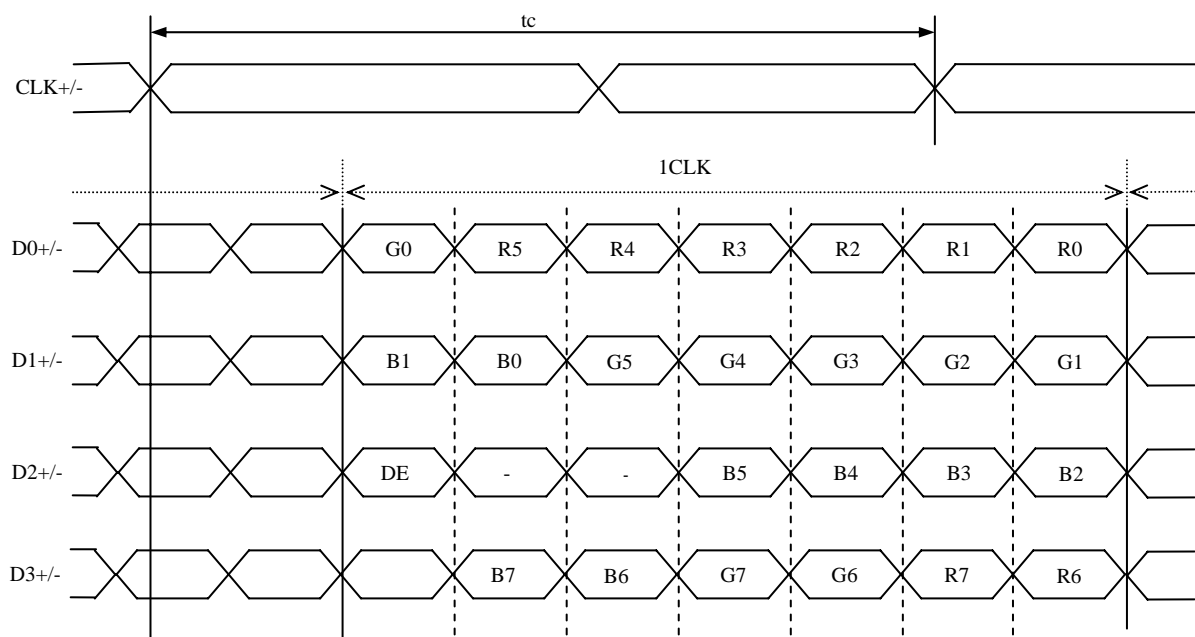 tc
CLK+/-
1CLK
D0+/- G0 R5 R4 R3 R2 R1 R0
D1+/- B1 B0 G5 G4 G3 G2 G1
D2+/- DE - - B5 B4 B3 B2
D3+/- B7 B6 G7 G6 R7 R6